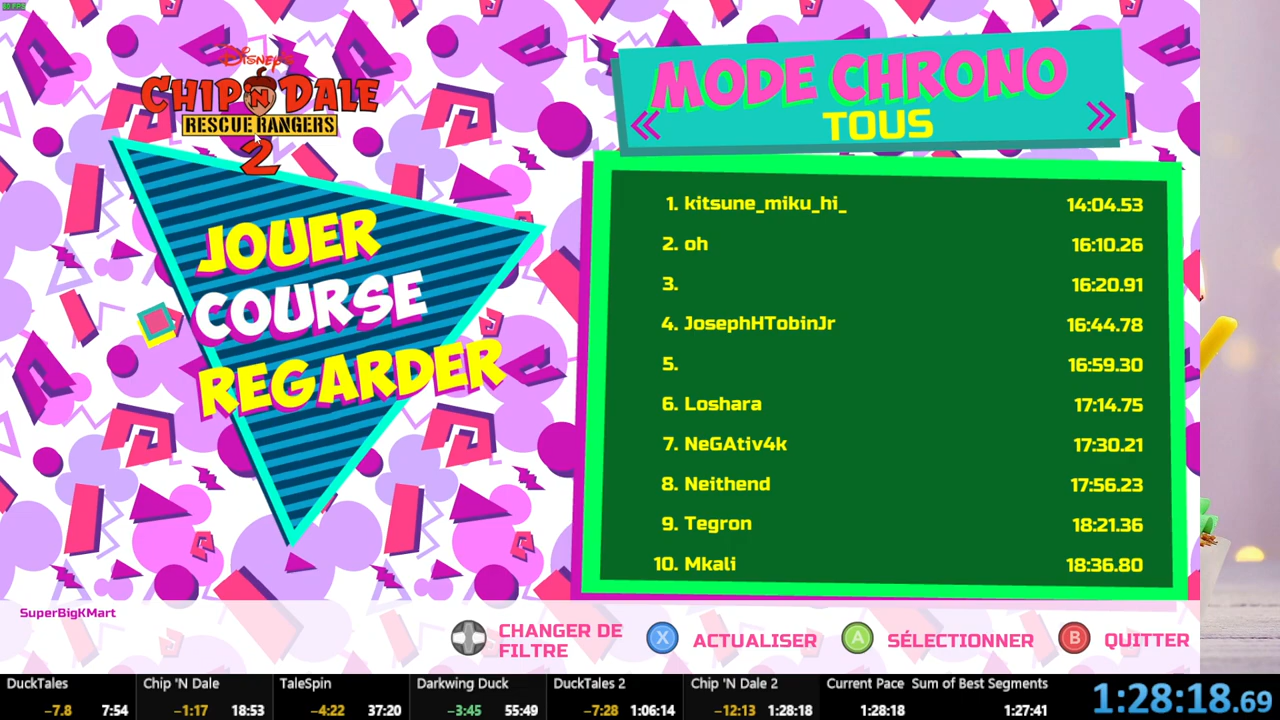 DISNEY'S
CHIP 'N DALE
RESCUE RANGERS
2
JOUER
COURSE
REGARDER
MODE CHRONO
TOUS
1. kitsune_miku_hi_ 14:04.53
2. oh 16:10.26
3. 16:20.91
4. JosephHTobinJr 16:44.78
5. 16:59.30
6. Loshara 17:14.75
7. NeGAtiv4k 17:30.21
8. Neithend 17:56.23
9. Tegron 18:21.36
10. Mkali 18:36.80
SuperBigKMart
CHANGER DE
FILTRE
X ACTUALISER
A SÉLECTIONNER
B QUITTER
DuckTales Chip 'N Dale TaleSpin Darkwing Duck DuckTales 2 Chip 'N Dale 2 Current Pace Sum of Best Segments
−7.8 7:54 −1:17 18:53 −4:22 37:20 −3:45 55:49 −7:28 1:06:14 −12:13 1:28:18 1:28:18 1:27:41
1:28:18.69